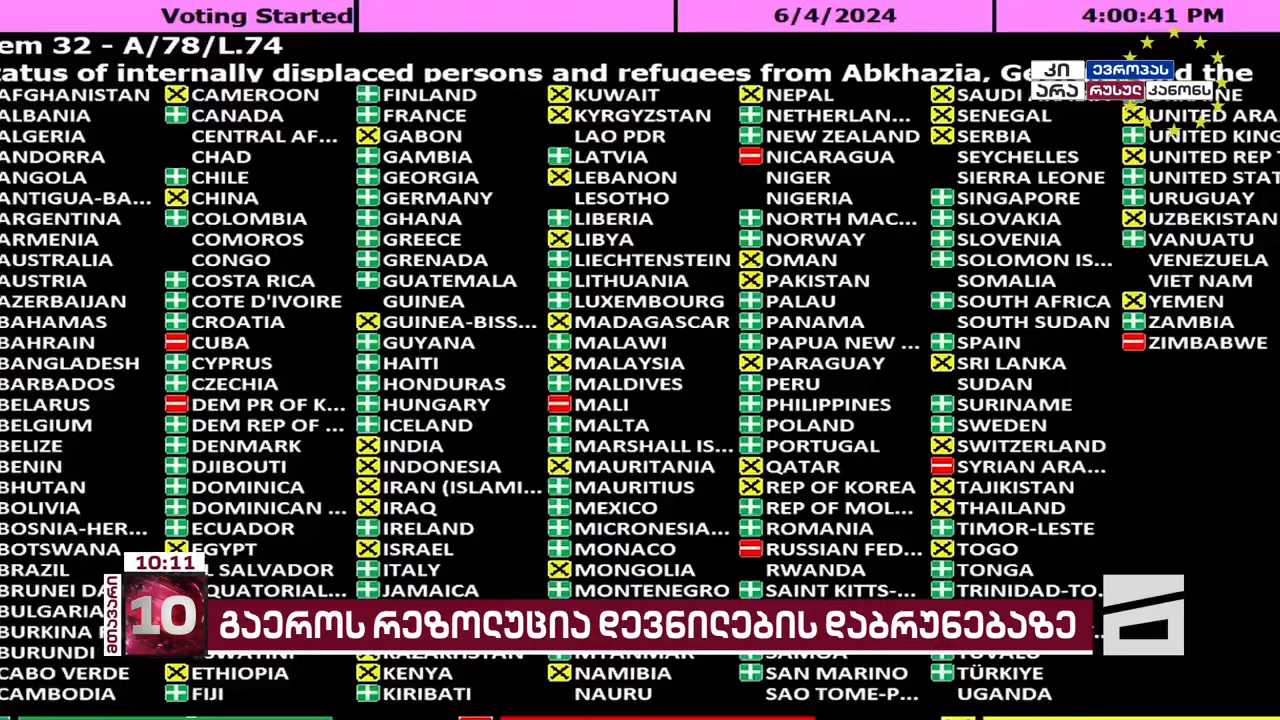 Voting Started 6/4/2024 4:00:41 PM
em 32 - A/78/L.74
tatus of internally displaced persons and refugees from Abkhazia, Ge the
კი ევროპას
არა რუსულ კანონს
AFGHANISTAN CAMEROON FINLAND KUWAIT NEPAL SAUDI
ALBANIA CANADA FRANCE KYRGYZSTAN NETHERLAN... SENEGAL UNITED ARA
ALGERIA CENTRAL AF... GABON LAO PDR NEW ZEALAND SERBIA UNITED KING
ANDORRA CHAD GAMBIA LATVIA NICARAGUA SEYCHELLES UNITED REP
ANGOLA CHILE GEORGIA LEBANON NIGER SIERRA LEONE UNITED STAT
ANTIGUA-BA... CHINA GERMANY LESOTHO NIGERIA SINGAPORE URUGUAY
ARGENTINA COLOMBIA GHANA LIBERIA NORTH MAC... SLOVAKIA UZBEKISTAN
ARMENIA COMOROS GREECE LIBYA NORWAY SLOVENIA VANUATU
AUSTRALIA CONGO GRENADA LIECHTENSTEIN OMAN SOLOMON IS... VENEZUELA
AUSTRIA COSTA RICA GUATEMALA LITHUANIA PAKISTAN SOMALIA VIET NAM
AZERBAIJAN COTE D'IVOIRE GUINEA LUXEMBOURG PALAU SOUTH AFRICA YEMEN
BAHAMAS CROATIA GUINEA-BISS... MADAGASCAR PANAMA SOUTH SUDAN ZAMBIA
BAHRAIN CUBA GUYANA MALAWI PAPUA NEW ... SPAIN ZIMBABWE
BANGLADESH CYPRUS HAITI MALAYSIA PARAGUAY SRI LANKA
BARBADOS CZECHIA HONDURAS MALDIVES PERU SUDAN
BELARUS DEM PR OF K... HUNGARY MALI PHILIPPINES SURINAME
BELGIUM DEM REP OF ... ICELAND MALTA POLAND SWEDEN
BELIZE DENMARK INDIA MARSHALL IS... PORTUGAL SWITZERLAND
BENIN DJIBOUTI INDONESIA MAURITANIA QATAR SYRIAN ARA...
BHUTAN DOMINICA IRAN (ISLAMI... MAURITIUS REP OF KOREA TAJIKISTAN
BOLIVIA DOMINICAN ... IRAQ MEXICO REP OF MOL... THAILAND
BOSNIA-HER... ECUADOR IRELAND MICRONESIA... ROMANIA TIMOR-LESTE
BOTSWANA EGYPT ISRAEL MONACO RUSSIAN FED... TOGO
BRAZIL L SALVADOR ITALY MONGOLIA RWANDA TONGA
BRUNEI DA QUATORIAL... JAMAICA MONTENEGRO SAINT KITTS-... TRINIDAD-TO...
BULGARIA
BURKINA
BURUNDI KAZAKHSTAN MYANMAR SAMOA TUVALU
CABO VERDE ETHIOPIA KENYA NAMIBIA SAN MARINO TÜRKIYE
CAMBODIA FIJI KIRIBATI NAURU SAO TOME-P... UGANDA
10:11
მთავარი
10
გაეროს რეზოლუცია დევნილების დაბრუნებაზე